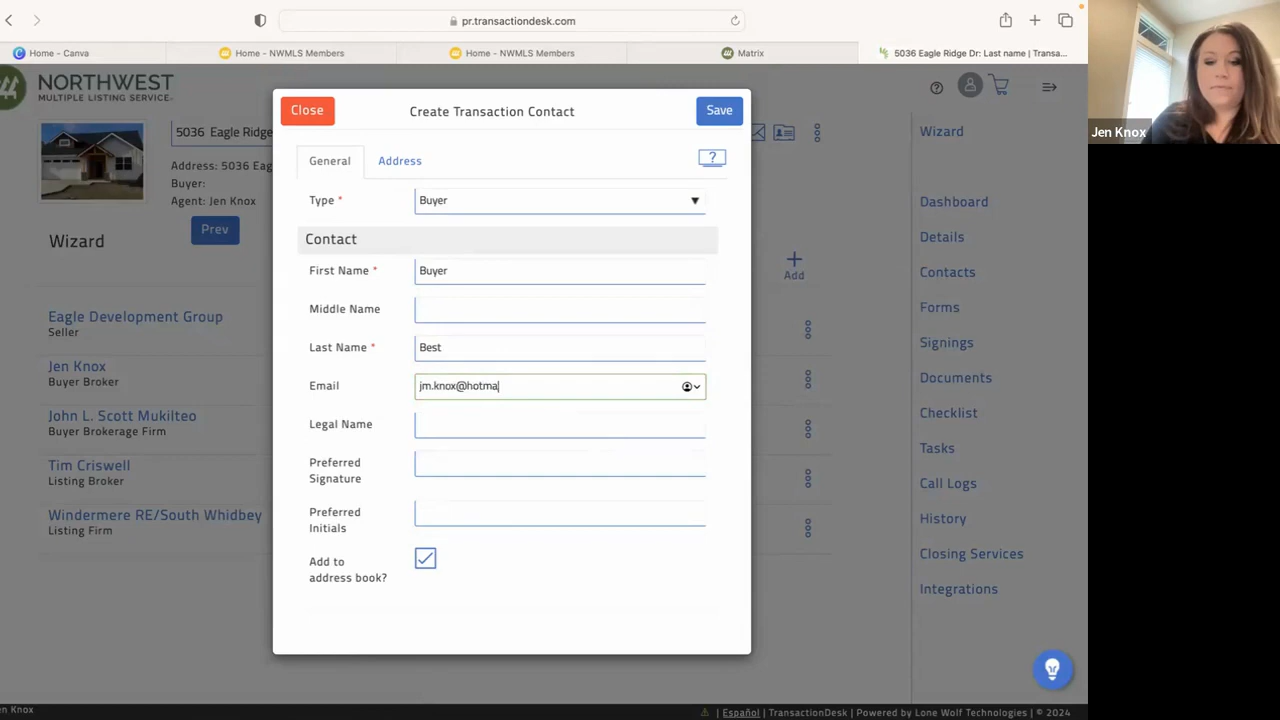 pr.transactiondesk.com
Home - Canva
Home - NWMLS Members
Home - NWMLS Members
Matrix
5036 Eagle Ridge Dr: Last name | Transa...
NORTHWEST
MULTIPLE LISTING SERVICE
5036 Eagle Ridge
Address: 5036 Eag
Buyer:
Agent: Jen Knox
Wizard
Prev
Add
Eagle Development Group
Seller
Jen Knox
Buyer Broker
John L. Scott Mukilteo
Buyer Brokerage Firm
Tim Criswell
Listing Broker
Windermere RE/South Whidbey
Listing Firm
Close
Create Transaction Contact
Save
General
Address
?
Type *
Buyer
Contact
First Name *
Buyer
Middle Name
Last Name *
Best
Email
jm.knox@hotma
Legal Name
Preferred
Signature
Preferred
Initials
Add to
address book?
Wizard
Dashboard
Details
Contacts
Forms
Signings
Documents
Checklist
Tasks
Call Logs
History
Closing Services
Integrations
Jen Knox
en Knox
| Español | TransactionDesk | Powered by Lone Wolf Technologies | © 2024